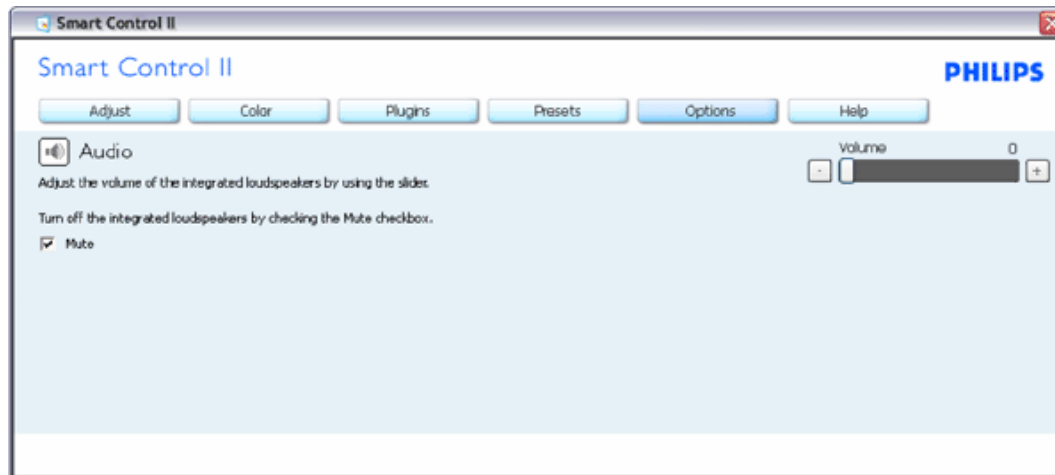 Smart Control II
Smart Control II
PHILIPS
Adjust Color Plugins Presets Options Help
Audio
Volume 0
- +
Adjust the volume of the integrated loudspeakers by using the slider.
Turn off the integrated loudspeakers by checking the Mute checkbox.
Mute